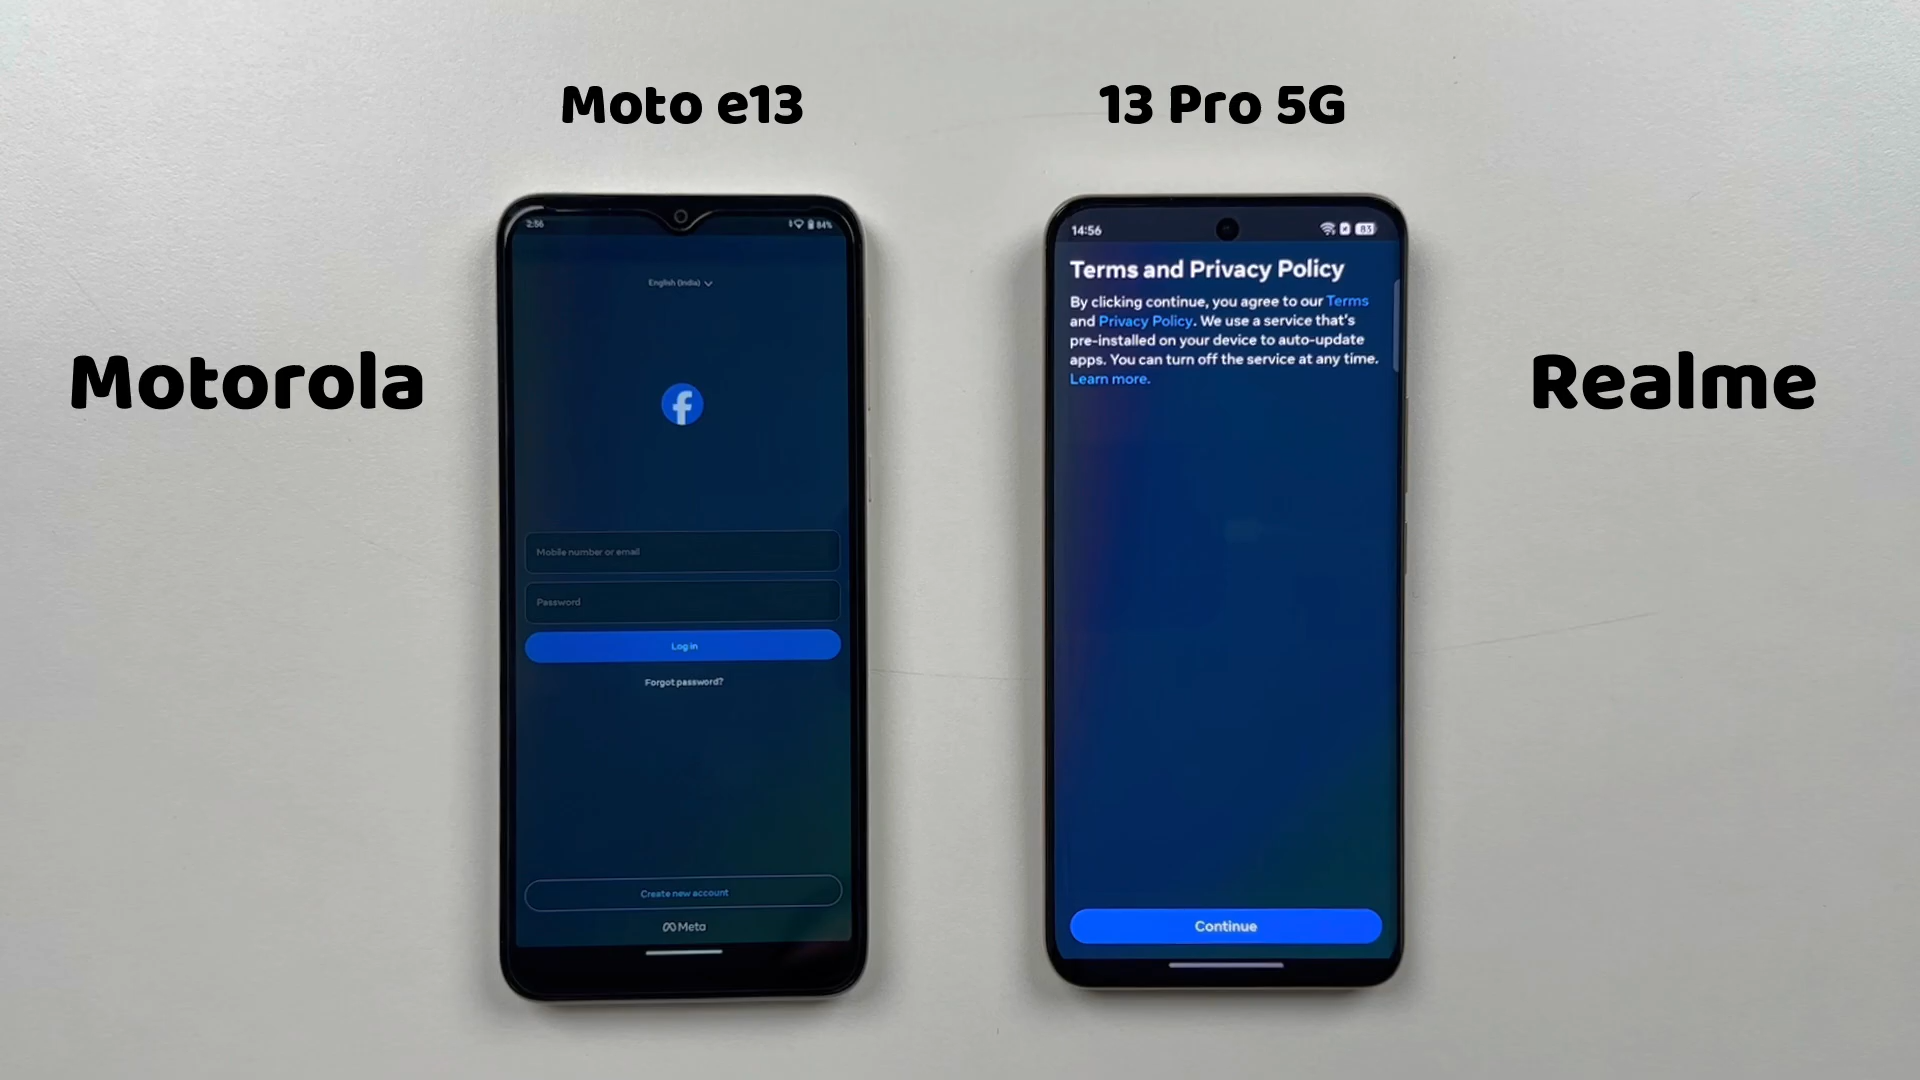 Moto e13
13 Pro 5G
Motorola
Realme
2:56
84%
English (India)
Mobile number or email
Password
Log in
Forgot password?
Create new account
Meta
14:56
83
Terms and Privacy Policy
By clicking continue, you agree to our Terms
and Privacy Policy. We use a service that's
pre-installed on your device to auto-update
apps. You can turn off the service at any time.
Learn more.
Continue